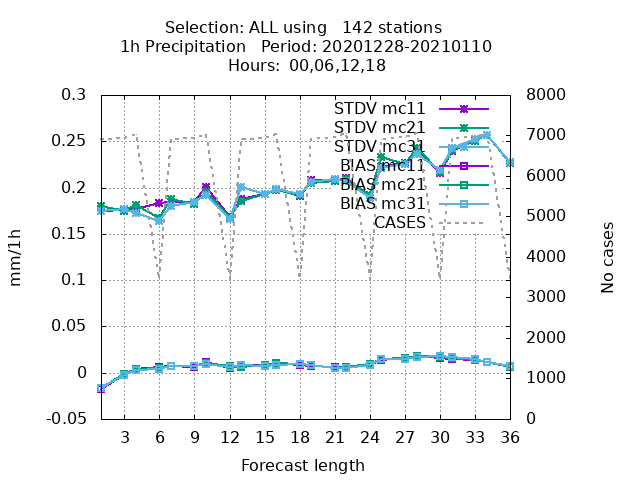 Selection: ALL using   142 stations
1h Precipitation   Period: 20201228-20210110
Hours:  00,06,12,18
STDV mc11
STDV mc21
STDV mc31
BIAS mc11
BIAS mc21
BIAS mc31
CASES
0.3
0.25
0.2
0.15
0.1
0.05
0
-0.05
8000
7000
6000
5000
4000
3000
2000
1000
0
mm/1h
No cases
3 6 9 12 15 18 21 24 27 30 33 36
Forecast length